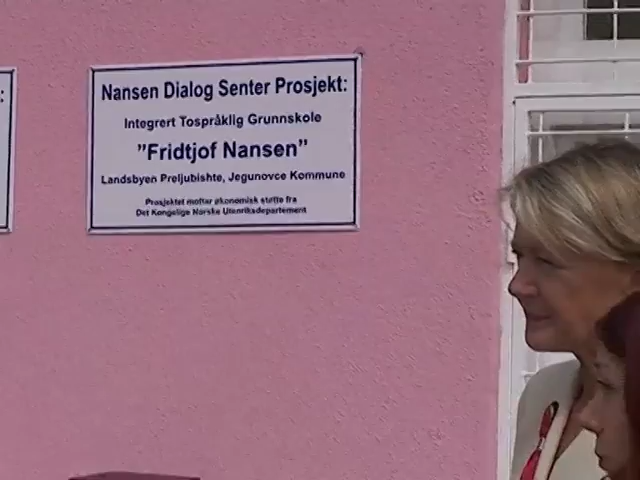 :
Nansen Dialog Senter Prosjekt:
Integrert Tospråklig Grunnskole
"Fridtjof Nansen"
Landsbyen Preljubishte, Jegunovce Kommune
Prosjektet mottar økonomisk støtte fra
Det Kongelige Norske Utenriksdepartement